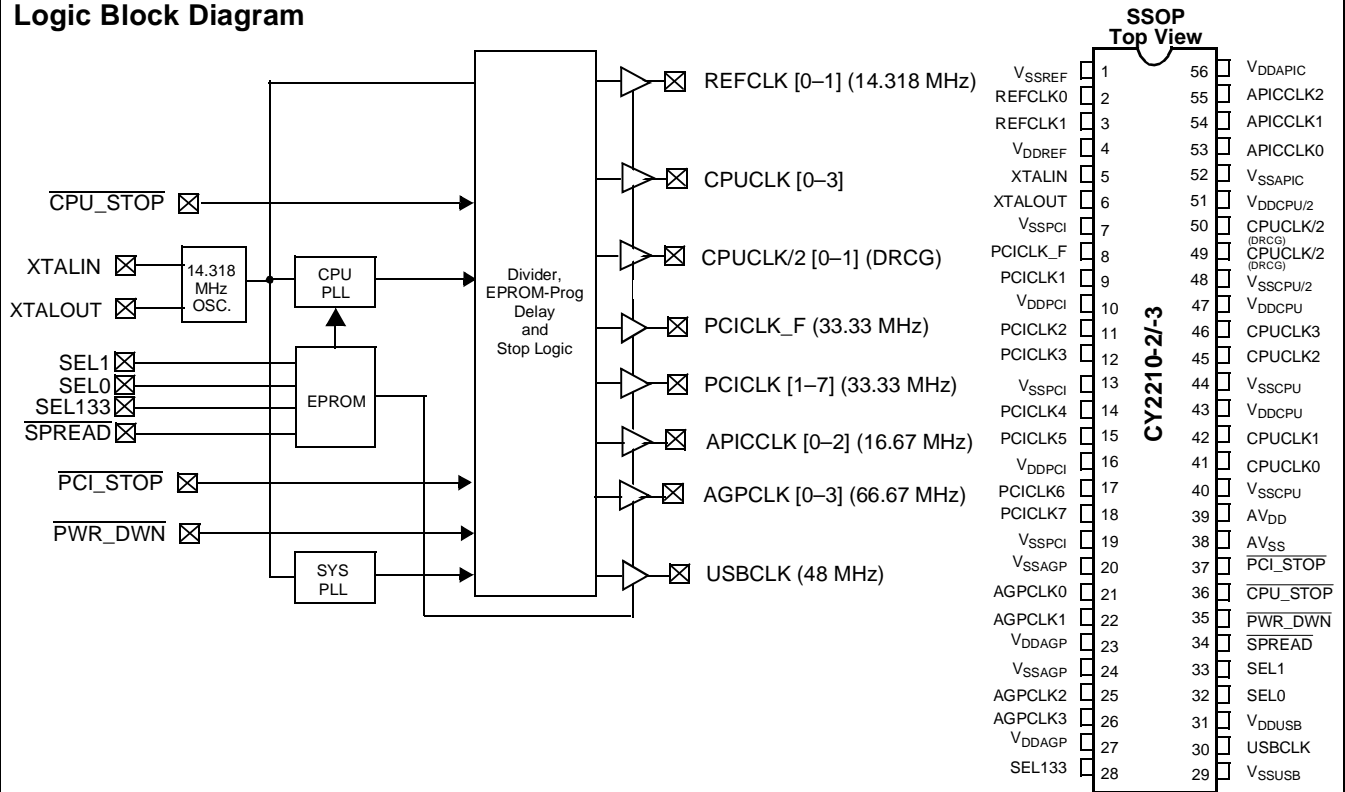 Logic Block Diagram
CPU_STOP
XTALIN
XTALOUT
14.318
MHz
OSC.
SEL1
SEL0
SEL133
SPREAD
PCI_STOP
PWR_DWN
CPU
PLL
EPROM
SYS
PLL
Divider,
EPROM-Prog
Delay
and
Stop Logic
REFCLK [0–1] (14.318 MHz)
CPUCLK [0–3]
CPUCLK/2 [0–1] (DRCG)
PCICLK_F (33.33 MHz)
PCICLK [1–7] (33.33 MHz)
APICCLK [0–2] (16.67 MHz)
AGPCLK [0–3] (66.67 MHz)
USBCLK (48 MHz)
SSOP
Top View
CY2210-2/-3
VSSREF 1
REFCLK0 2
REFCLK1 3
VDDREF 4
XTALIN 5
XTALOUT 6
VSSPCI 7
PCICLK_F 8
PCICLK1 9
VDDPCI 10
PCICLK2 11
PCICLK3 12
VSSPCI 13
PCICLK4 14
PCICLK5 15
VDDPCI 16
PCICLK6 17
PCICLK7 18
VSSPCI 19
VSSAGP 20
AGPCLK0 21
AGPCLK1 22
VDDAGP 23
VSSAGP 24
AGPCLK2 25
AGPCLK3 26
VDDAGP 27
SEL133 28
56 VDDAPIC
55 APICCLK2
54 APICCLK1
53 APICCLK0
52 VSSAPIC
51 VDDCPU/2
50 CPUCLK/2
(DRCG)
49 CPUCLK/2
(DRCG)
48 VSSCPU/2
47 VDDCPU
46 CPUCLK3
45 CPUCLK2
44 VSSCPU
43 VDDCPU
42 CPUCLK1
41 CPUCLK0
40 VSSCPU
39 AVDD
38 AVSS
37 PCI_STOP
36 CPU_STOP
35 PWR_DWN
34 SPREAD
33 SEL1
32 SEL0
31 VDDUSB
30 USBCLK
29 VSSUSB